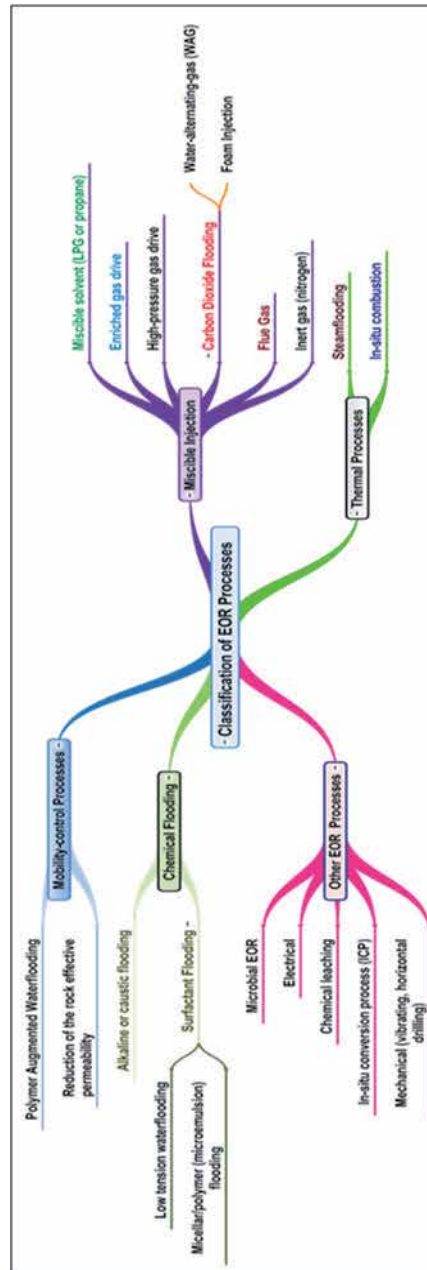 - Classification of EOR Processes -
Mobility-control Processes -
Polymer Augmented Waterflooding
Reduction of the rock effective
permeability
Chemical Flooding -
Alkaline or caustic flooding
Surfactant Flooding -
Low tension waterflooding
Micellar/polymer (microemulsion)
flooding
Other EOR Processes -
Microbial EOR
Electrical
Chemical leaching
In-situ conversion process (ICP)
Mechanical (vibrating, horizontal
drilling)
- Miscible Injection
Miscible solvent (LPG or propane)
Enriched gas drive
High-pressure gas drive
- Carbon Dioxide Flooding
Water-alternating-gas (WAG)
Foam Injection
Flue Gas
Inert gas (nitrogen)
- Thermal Processes
Steamflooding
In-situ combustion